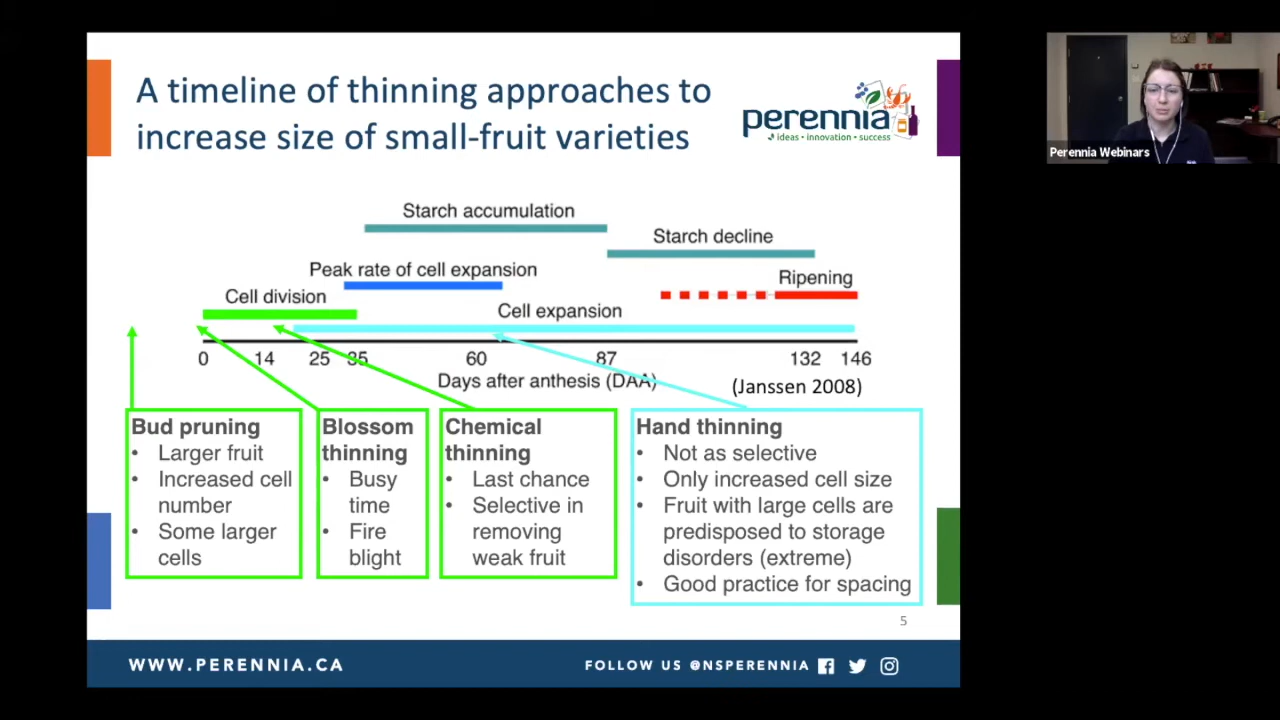 A timeline of thinning approaches to
increase size of small-fruit varieties
perennia
ideas • innovation • success
Perennia Webinars
Starch accumulation
Starch decline
Peak rate of cell expansion
Ripening
Cell division
Cell expansion
0 14 25 35 60 87 132 146
Days after anthesis (DAA)
(Janssen 2008)
Bud pruning
• Larger fruit
• Increased cell
number
• Some larger
cells
Blossom
thinning
• Busy
time
• Fire
blight
Chemical
thinning
• Last chance
• Selective in
removing
weak fruit
Hand thinning
• Not as selective
• Only increased cell size
• Fruit with large cells are
predisposed to storage
disorders (extreme)
• Good practice for spacing
5
WWW.PERENNIA.CA
FOLLOW US @NSPERENNIA